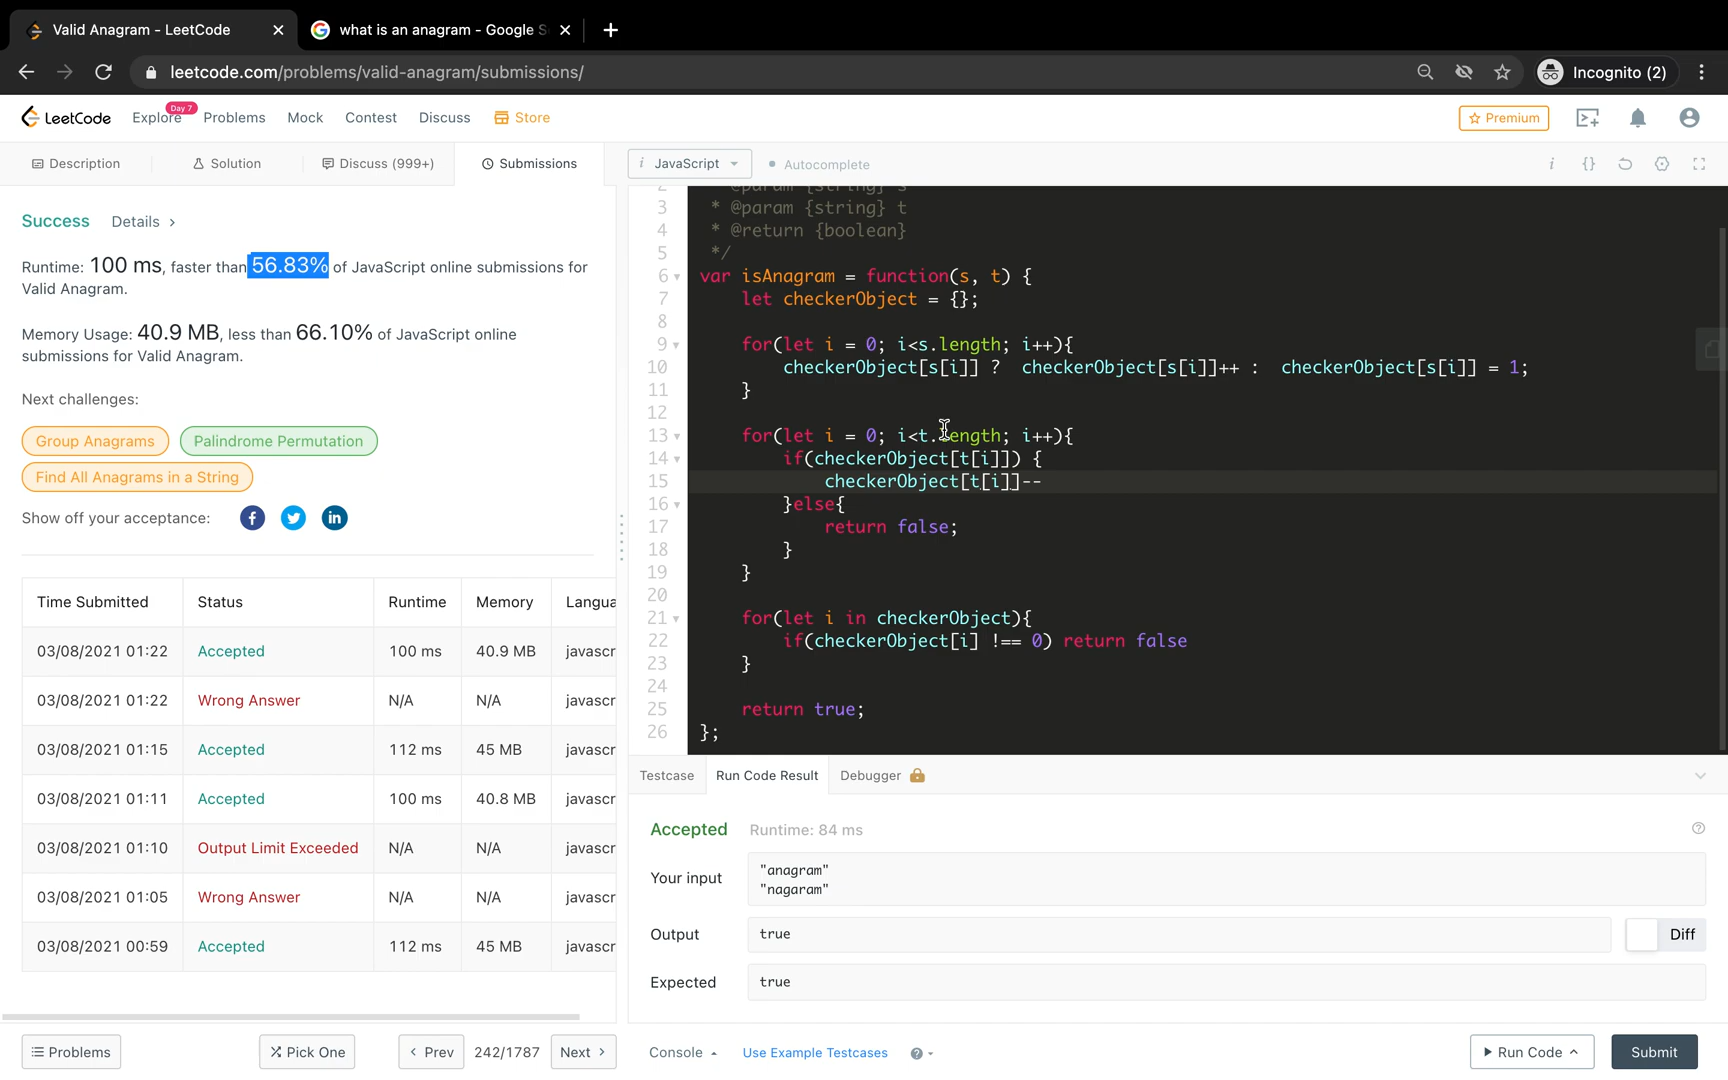 Valid Anagram - LeetCode
what is an anagram - Google S
leetcode.com/problems/valid-anagram/submissions/
Incognito (2)
LeetCode
Explore
Day 7
Problems
Mock
Contest
Discuss
Store
Premium
Description
Solution
Discuss (999+)
Submissions
i JavaScript
Autocomplete
i {}
Success Details >
Runtime: 100 ms, faster than 56.83% of JavaScript online submissions for
Valid Anagram.
Memory Usage: 40.9 MB, less than 66.10% of JavaScript online
submissions for Valid Anagram.
Next challenges:
Group Anagrams
Palindrome Permutation
Find All Anagrams in a String
Show off your acceptance:
Time Submitted Status Runtime Memory Langua
03/08/2021 01:22 Accepted 100 ms 40.9 MB javascr
03/08/2021 01:22 Wrong Answer N/A N/A javascr
03/08/2021 01:15 Accepted 112 ms 45 MB javascr
03/08/2021 01:11 Accepted 100 ms 40.8 MB javascr
03/08/2021 01:10 Output Limit Exceeded N/A N/A javascr
03/08/2021 01:05 Wrong Answer N/A N/A javascr
03/08/2021 00:59 Accepted 112 ms 45 MB javascr
Problems
Pick One
< Prev
242/1787
Next >
2 @param {string} s
3 * @param {string} t
4 * @return {boolean}
5 */
6 var isAnagram = function(s, t) {
7 let checkerObject = {};
8
9 for(let i = 0; i<s.length; i++){
10 checkerObject[s[i]] ? checkerObject[s[i]]++ : checkerObject[s[i]] = 1;
11 }
12
13 for(let i = 0; i<t.length; i++){
14 if(checkerObject[t[i]]) {
15 checkerObject[t[i]]--
16 }else{
17 return false;
18 }
19 }
20
21 for(let i in checkerObject){
22 if(checkerObject[i] !== 0) return false
23 }
24
25 return true;
26 };
Testcase
Run Code Result
Debugger
Accepted Runtime: 84 ms
Your input
"anagram"
"nagaram"
Output
true
Diff
Expected
true
Console
Use Example Testcases
Run Code
Submit